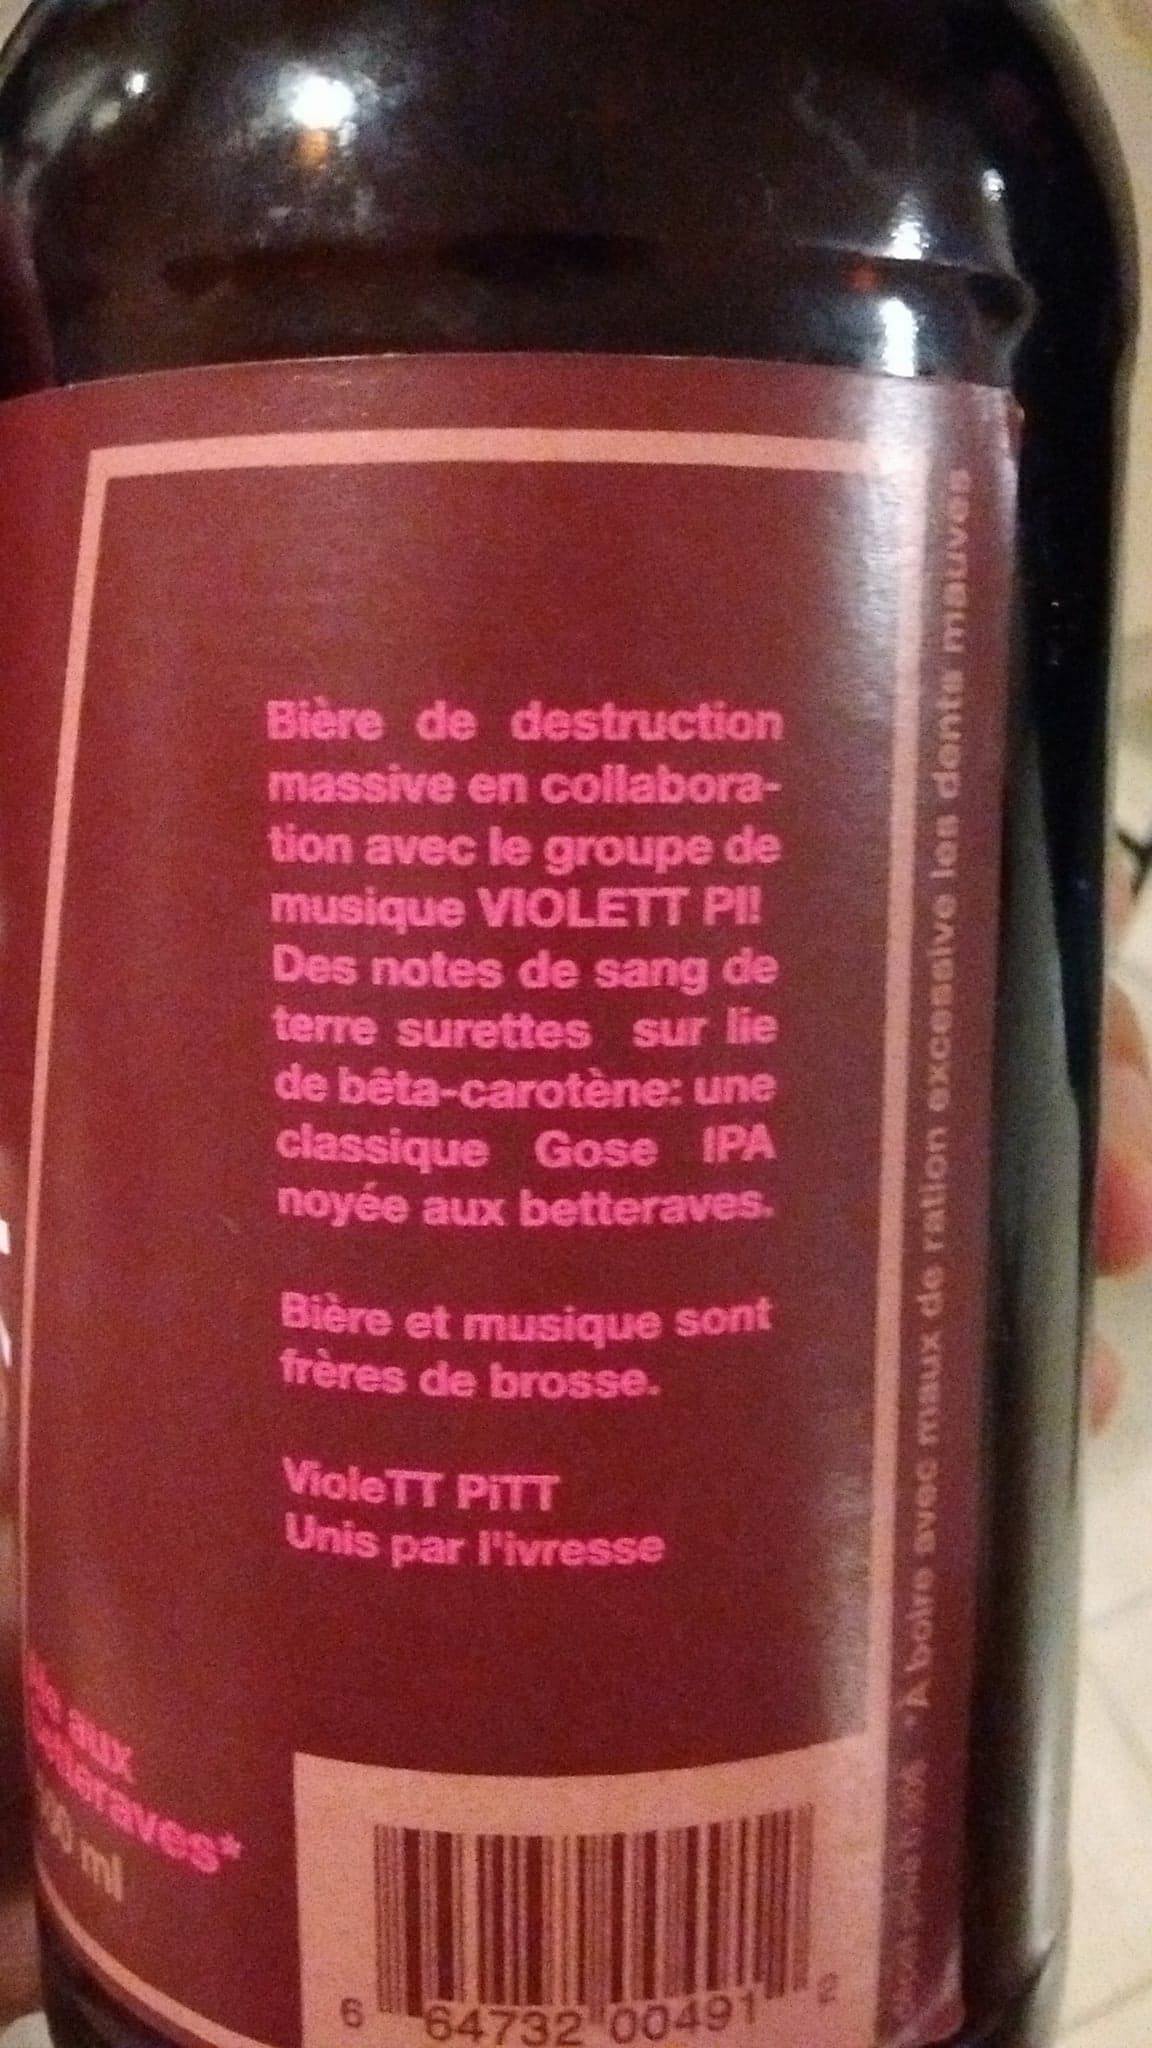 Bière de destruction
massive en collabora-
tion avec le groupe de
musique VIOLETT PI!
Des notes de sang de
terre surettes sur lie
de bêta-carotène: une
classique Gose IPA
noyée aux betteraves.
Bière et musique sont
frères de brosse.
VioleTT PiTT
Unis par l'ivresse
aux
ml
6 64732 00491 2
*A boire avec maux de ration excessive les dents mauves